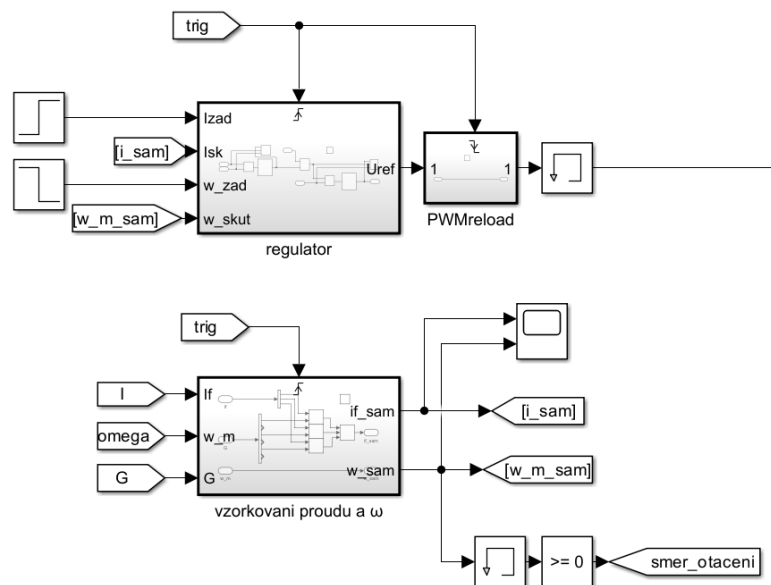 trig
Izad
[i_sam]
Isk
Uref
1
1
w_zad
[w_m_sam]
w_skut
PWMreload
regulator
trig
I
If
if_sam
[i_sam]
omega
w_m
G
G
w_sam
[w_m_sam]
vzorkovani proudu a ω
>= 0
smer_otaceni